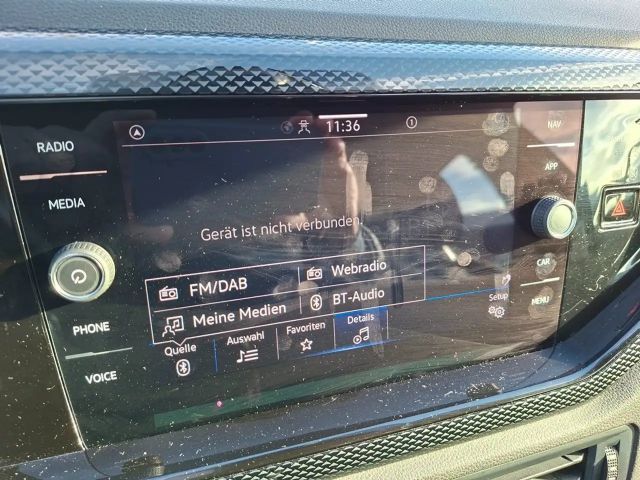 RADIO
MEDIA
PHONE
VOICE
11:36
1
NAV
APP
CAR
MENU
Gerät ist nicht verbunden.
FM/DAB
Webradio
Meine Medien
BT-Audio
Quelle
Auswahl
Favoriten
Details
Setup